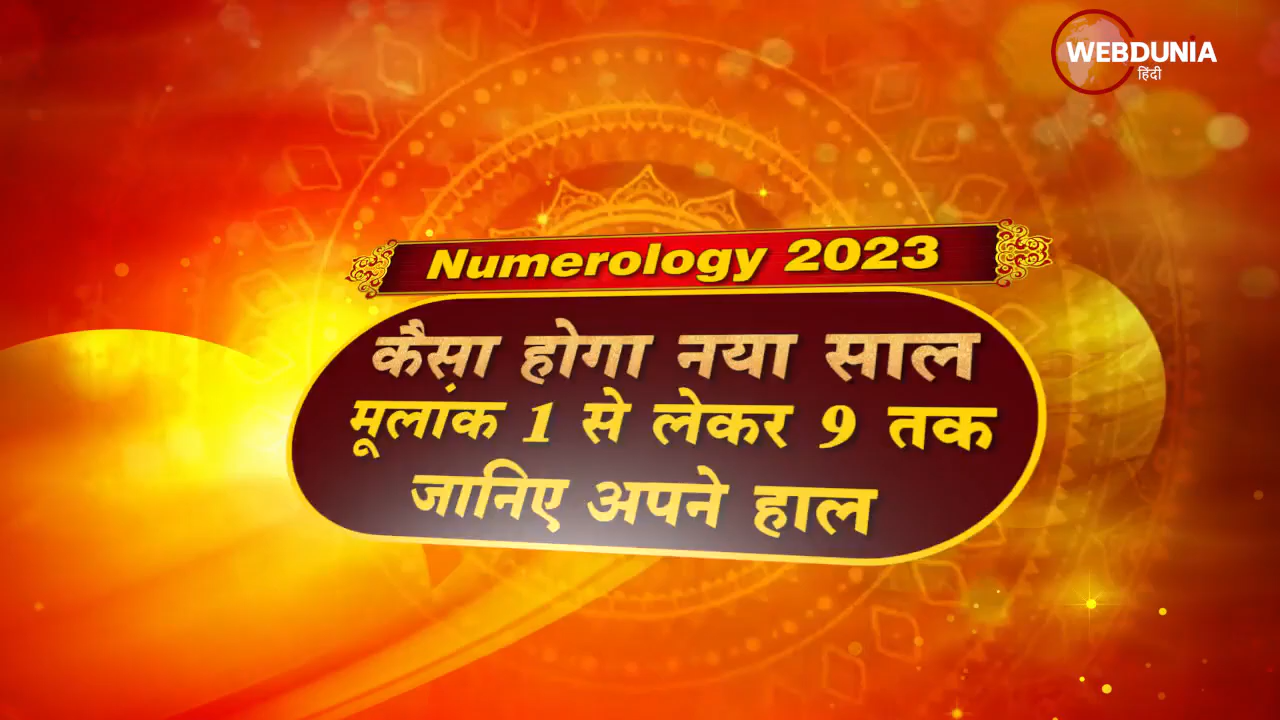 WEBDUNIA
हिंदी
Numerology 2023
कैसा होगा नया साल
मूलांक 1 से लेकर 9 तक
जानिए अपने हाल